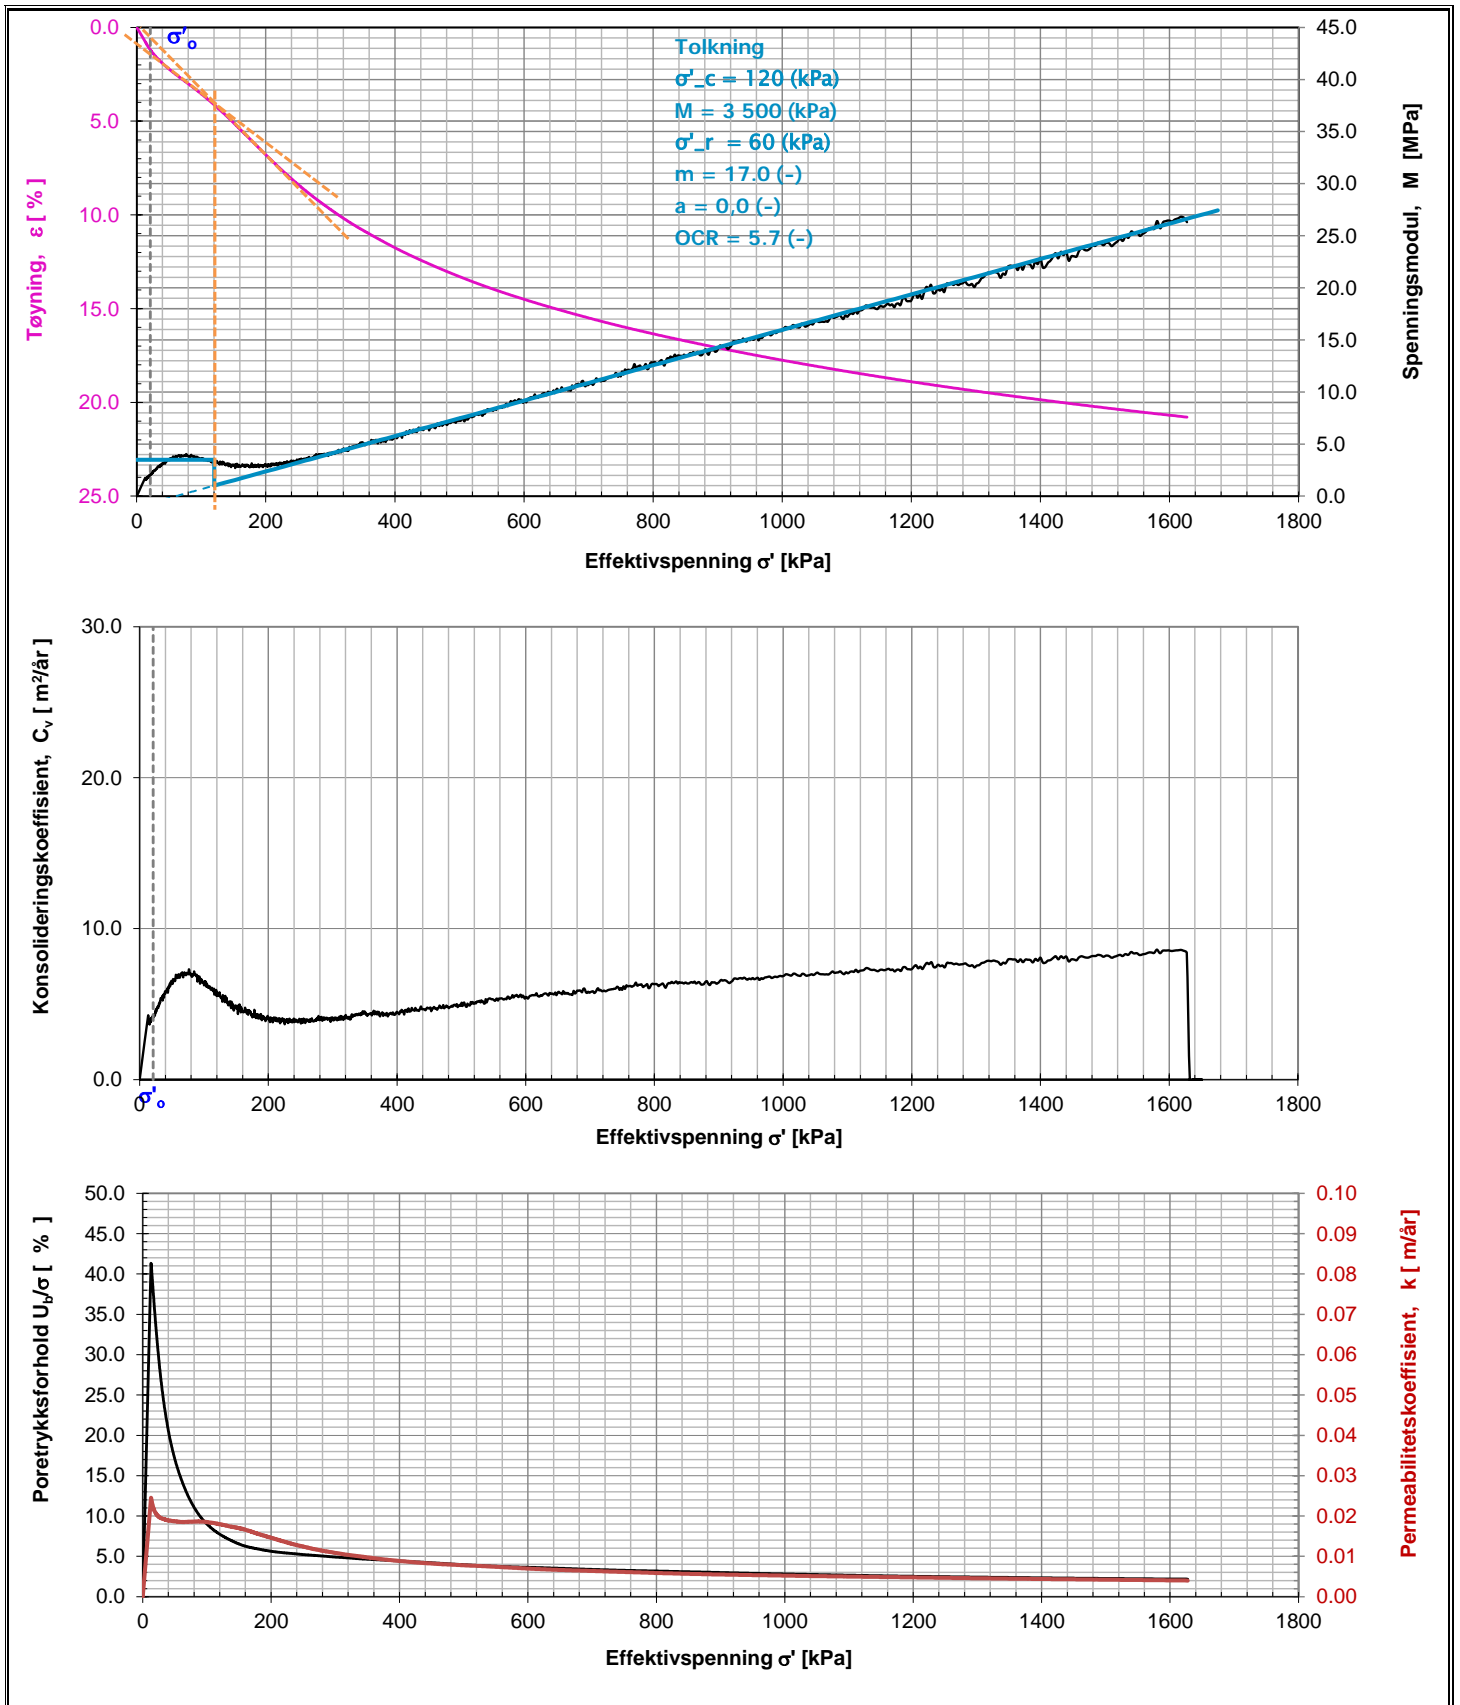 σ'o
Tolkning
σ'_c = 120 (kPa)
M = 3 500 (kPa)
σ'_r = 60 (kPa)
m = 17.0 (-)
a = 0,0 (-)
OCR = 5.7 (-)
Tøyning, ε [ % ]
0.0
5.0
10.0
15.0
20.0
25.0
45.0
40.0
35.0
30.0
25.0
20.0
15.0
10.0
5.0
0.0
Spenningsmodul, M [MPa]
0 200 400 600 800 1000 1200 1400 1600 1800
Effektivspenning σ' [kPa]
Konsolideringskoeffisient, Cv [ m²/år ]
30.0
20.0
10.0
0.0
σ'o
0 200 400 600 800 1000 1200 1400 1600 1800
Effektivspenning σ' [kPa]
Poretrykksforhold Ub/σ [ % ]
50.0
45.0
40.0
35.0
30.0
25.0
20.0
15.0
10.0
5.0
0.0
0.10
0.09
0.08
0.07
0.06
0.05
0.04
0.03
0.02
0.01
0.00
Permeabilitetskoeffisient, k [ m/år]
0 200 400 600 800 1000 1200 1400 1600 1800
Effektivspenning σ' [kPa]